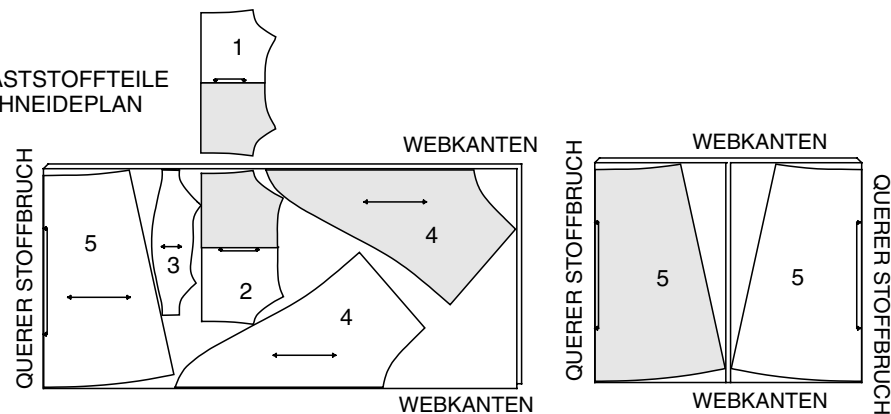 1
ASTSTOFFTEILE
HNEIDEPLAN
WEBKANTEN
QUERER STOFFBRUCH
5
3
2
4
4
WEBKANTEN
WEBKANTEN
QUERER STOFFBRUCH
5
5
QUERER STOFFBRUCH
WEBKANTEN